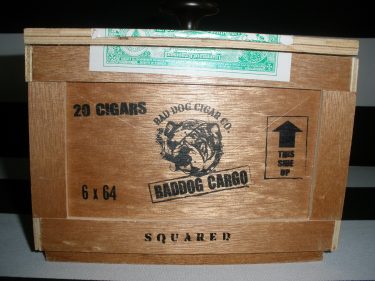 20 CIGARS
BAD DOG CIGAR CO.
THIS
SIDE
UP
6 x 64
BADDOG CARGO
SQUARED